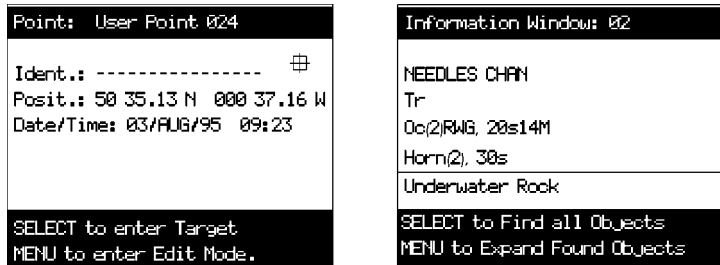 Point: User Point 024
Ident.: ----------------
Posit.: 50 35.13 N 000 37.16 W
Date/Time: 03/AUG/95 09:23
SELECT to enter Target
MENU to enter Edit Mode.
Information Window: 02
NEEDLES CHAN
Tr
Oc(2)RWG, 20s14M
Horn(2), 30s
Underwater Rock
SELECT to Find all Objects
MENU to Expand Found Objects